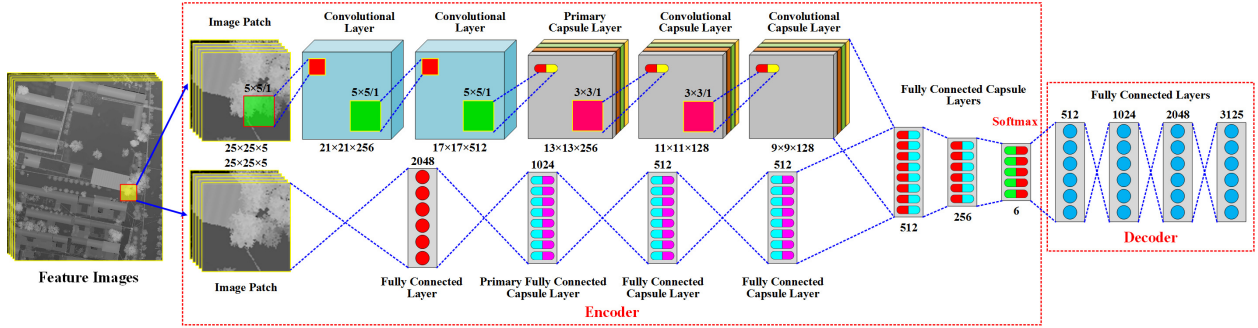 Image Patch
Convolutional
Layer
Convolutional
Layer
Primary
Capsule Layer
Convolutional
Capsule Layer
Convolutional
Capsule Layer
5×5/1
5×5/1
5×5/1
3×3/1
3×3/1
25×25×5
21×21×256
17×17×512
13×13×256
11×11×128
9×9×128
25×25×5
2048
1024
512
512
Image Patch
Fully Connected
Layer
Primary Fully Connected
Capsule Layer
Fully Connected
Capsule Layer
Fully Connected
Capsule Layer
Feature Images
Fully Connected Capsule
Layers
Softmax
512
256
6
Encoder
Fully Connected Layers
512
1024
2048
3125
Decoder